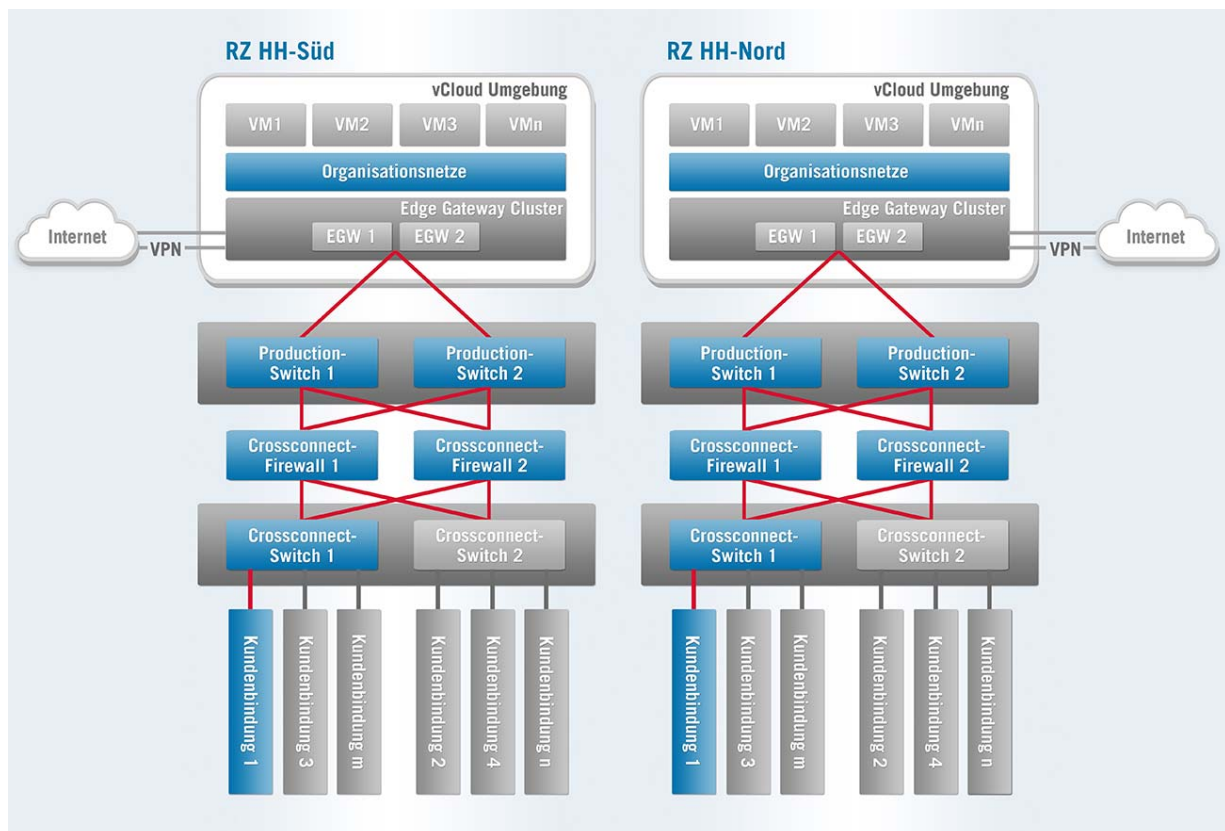 RZ HH-Süd
vCloud Umgebung
VM1
VM2
VM3
VMn
Organisationsnetze
Edge Gateway Cluster
EGW 1
EGW 2
Internet
VPN
Production-
Switch 1
Production-
Switch 2
Crossconnect-
Firewall 1
Crossconnect-
Firewall 2
Crossconnect-
Switch 1
Crossconnect-
Switch 2
Kundenbindung 1
Kundenbindung 3
Kundenbindung m
Kundenbindung 2
Kundenbindung 4
Kundenbindung n
RZ HH-Nord
vCloud Umgebung
VM1
VM2
VM3
VMn
Organisationsnetze
Edge Gateway Cluster
EGW 1
EGW 2
VPN
Internet
Production-
Switch 1
Production-
Switch 2
Crossconnect-
Firewall 1
Crossconnect-
Firewall 2
Crossconnect-
Switch 1
Crossconnect-
Switch 2
Kundenbindung 1
Kundenbindung 3
Kundenbindung m
Kundenbindung 2
Kundenbindung 4
Kundenbindung n